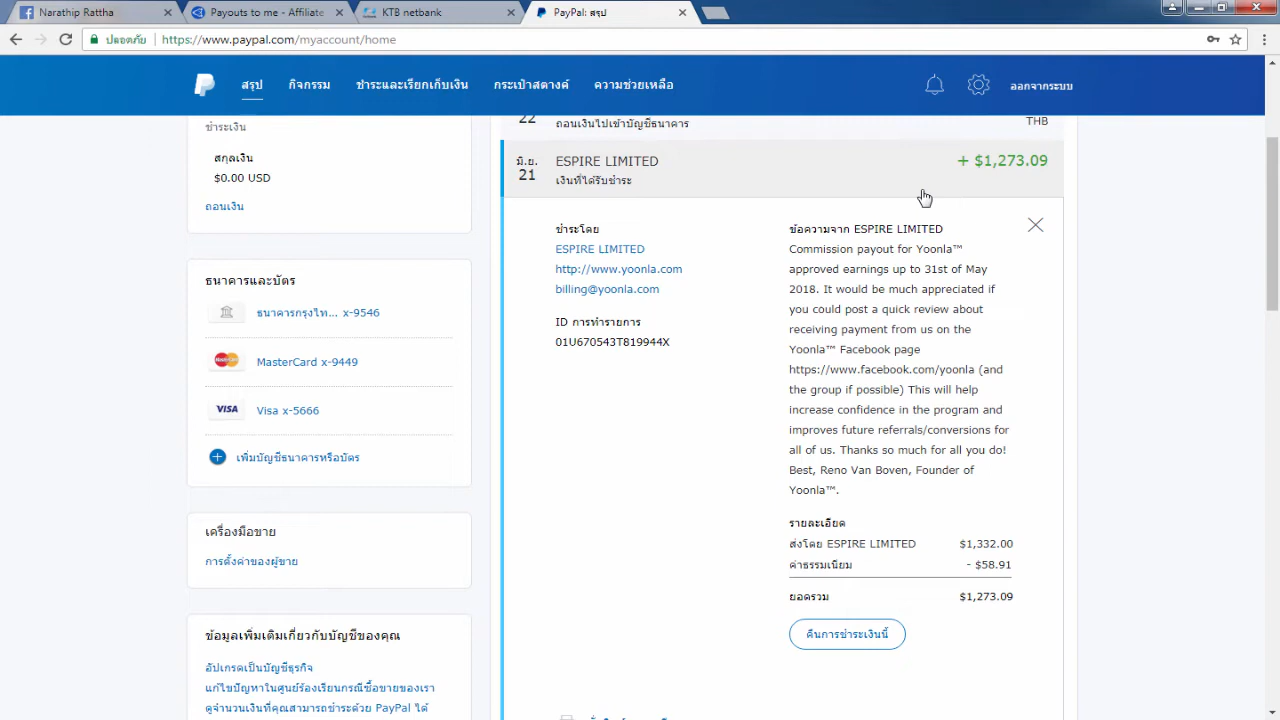 Narathip Rattha
Payouts to me - Affiliate
KTB netbank
PayPal: สรุป
ปลอดภัย https://www.paypal.com/myaccount/home
สรุป กิจกรรม ชำระและเรียกเก็บเงิน กระเป๋าสตางค์ ความช่วยเหลือ ออกจากระบบ
ชำระเงิน
สกุลเงิน
$0.00 USD
ถอนเงิน
ธนาคารและบัตร
ธนาคารกรุงไท... x-9546
MasterCard x-9449
VISA Visa x-5666
เพิ่มบัญชีธนาคารหรือบัตร
เครื่องมือขาย
การตั้งค่าของผู้ขาย
ข้อมูลเพิ่มเติมเกี่ยวกับบัญชีของคุณ
อัปเกรดเป็นบัญชีธุรกิจ
แก้ไขปัญหาในศูนย์ร้องเรียนกรณีซื้อขายของเรา
ดูจำนวนเงินที่คุณสามารถชำระด้วย PayPal ได้
22 ถอนเงินไปเข้าบัญชีธนาคาร THB
มิ.ย. 21 ESPIRE LIMITED + $1,273.09
เงินที่ได้รับชำระ
ชำระโดย
ESPIRE LIMITED
http://www.yoonla.com
billing@yoonla.com
ID การทำรายการ
01U670543T819944X
ข้อความจาก ESPIRE LIMITED
Commission payout for Yoonla™
approved earnings up to 31st of May
2018. It would be much appreciated if
you could post a quick review about
receiving payment from us on the
Yoonla™ Facebook page
https://www.facebook.com/yoonla (and
the group if possible) This will help
increase confidence in the program and
improves future referrals/conversions for
all of us. Thanks so much for all you do!
Best, Reno Van Boven, Founder of
Yoonla™.
รายละเอียด
ส่งโดย ESPIRE LIMITED $1,332.00
ค่าธรรมเนียม - $58.91
ยอดรวม $1,273.09
คืนการชำระเงินนี้